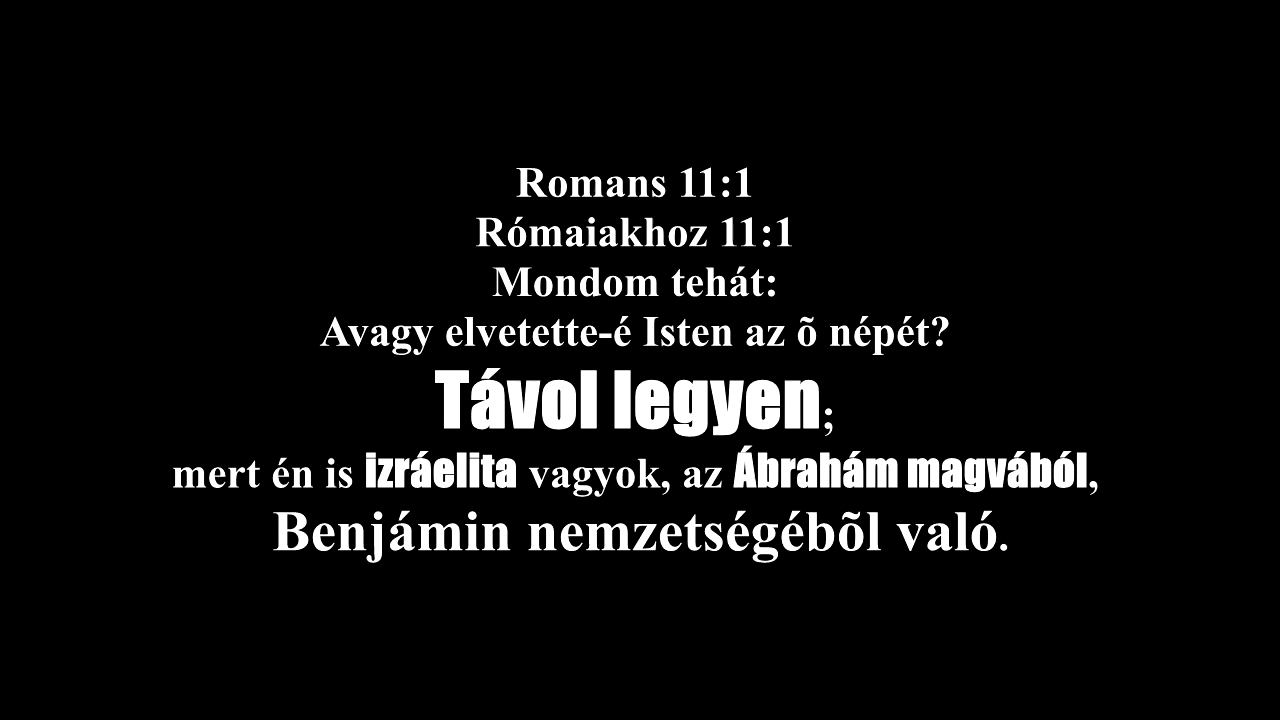 Romans 11:1
Rómaiakhoz 11:1
Mondom tehát:
Avagy elvetette-é Isten az õ népét?
Távol legyen;
mert én is izráelita vagyok, az Ábrahám magvából,
Benjámin nemzetségébõl való.